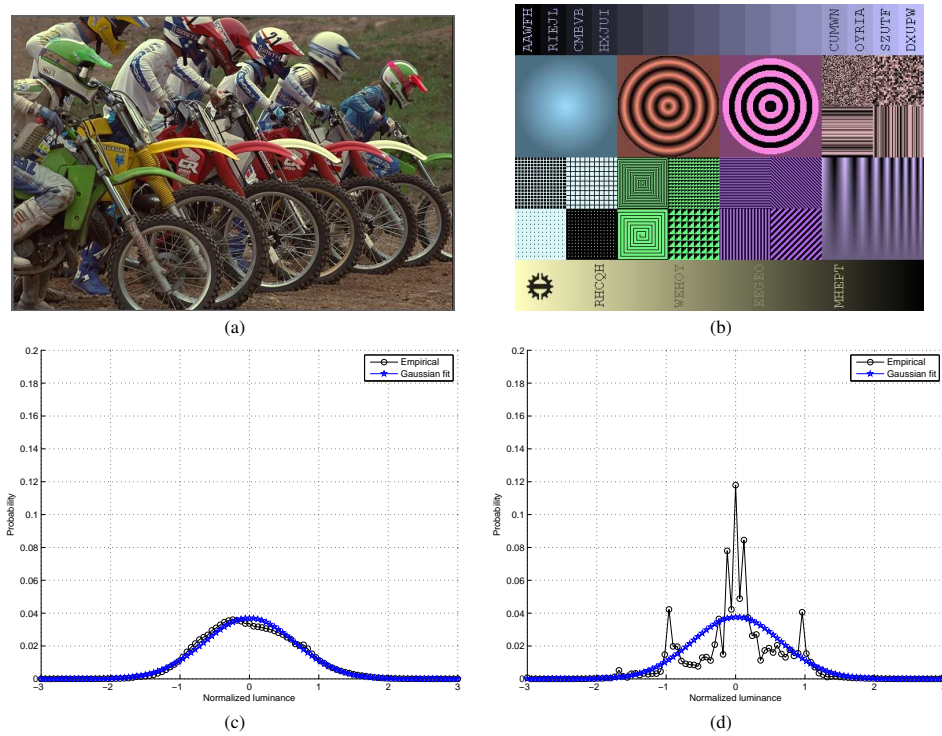 21
AAWFH
RIEJL
CMBVB
HXJUI
CUMWN
OYRIA
SZUTF
DXUPW
RHCQH
WEHOY
EEGEO
MHEPT
(a)
(b)
0.2
0.18
0.16
0.14
0.12
0.1
0.08
0.06
0.04
0.02
0
−3
−2
−1
0
1
2
3
Probability
Normalized luminance
Empirical
Gaussian fit
(c)
0.2
0.18
0.16
0.14
0.12
0.1
0.08
0.06
0.04
0.02
0
−3
−2
−1
0
1
2
Probability
Normalized luminance
Empirical
Gaussian fit
(d)